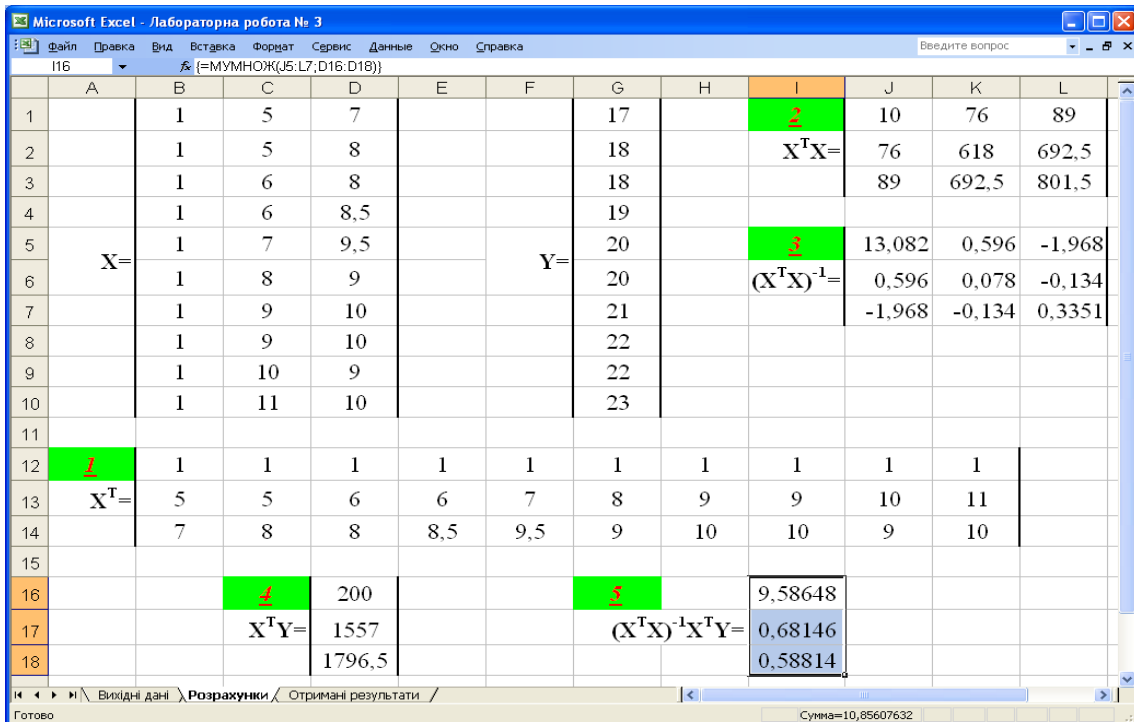 Microsoft Excel - Лабораторна робота № 3
Файл Правка Вид Вставка Формат Сервис Данные Окно Справка Введите вопрос
I16 fx {=МУМНОЖ(J5:L7;D16:D18)}
A B C D E F G H I J K L
1 1 5 7 17 2 10 76 89
2 1 5 8 18 XᵀX= 76 618 692,5
3 1 6 8 18 89 692,5 801,5
4 1 6 8,5 19
5 1 7 9,5 20 3 13,082 0,596 -1,968
X= Y=
6 1 8 9 20 (XᵀX)⁻¹= 0,596 0,078 -0,134
7 1 9 10 21 -1,968 -0,134 0,3351
8 1 9 10 22
9 1 10 9 22
10 1 11 10 23
11
12 1 1 1 1 1 1 1 1 1 1 1
13 Xᵀ= 5 5 6 6 7 8 9 9 10 11
14 7 8 8 8,5 9,5 9 10 10 9 10
15
16 4 200 5 9,58648
17 XᵀY= 1557 (XᵀX)⁻¹XᵀY= 0,68146
18 1796,5 0,58814
Вихідні дані Розрахунки Отримані результати
Готово Сумма=10,85607632